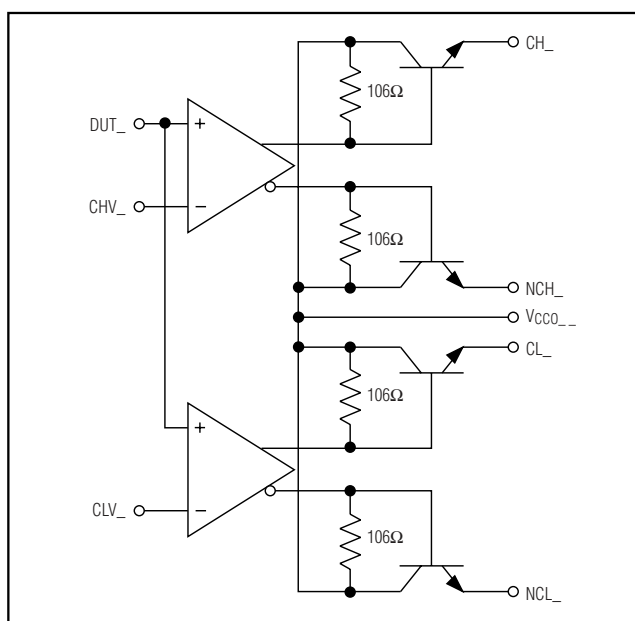 CH_
106Ω
DUT_
+
CHV_
−
106Ω
NCH_
VCCO_ _
CL_
+
106Ω
CLV_
−
106Ω
NCL_